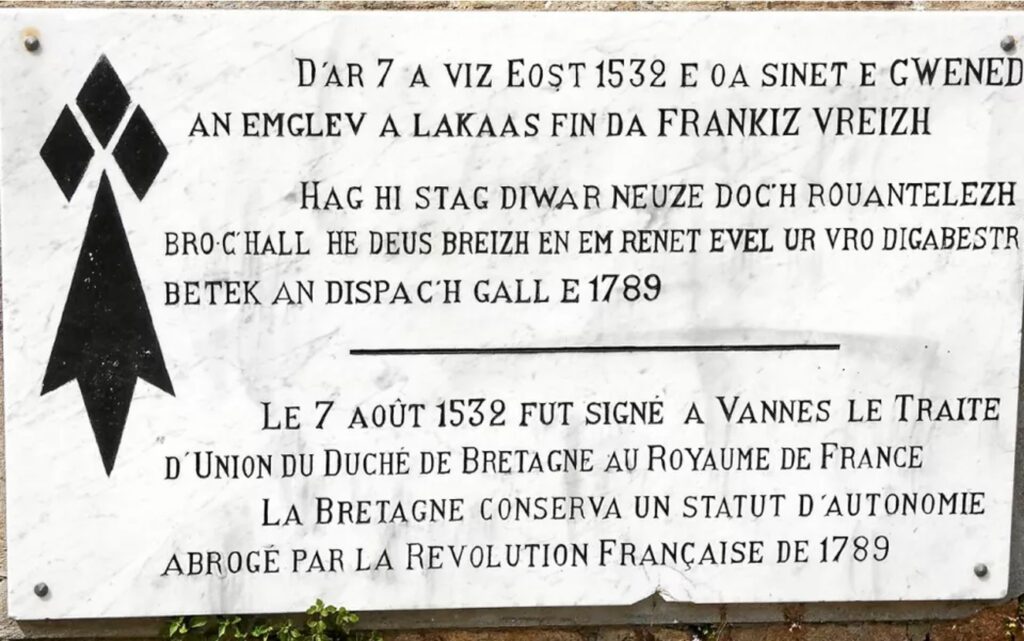 D'AR 7 A VIZ EOST 1532 E OA SINET E GWENED
AN EMGLEV A LAKAAS FIN DA FRANKIZ VREIZH
HAG HI STAG DIWAR NEUZE DOC'H ROUANTELEZH
BRO-C'HALL HE DEUS BREIZH EN EM RENET EVEL UR VRO DIGABESTR
BETEK AN DISPAC'H GALL E 1789
LE 7 AOÛT 1532 FUT SIGNÉ A VANNES LE TRAITE
D'UNION DU DUCHÉ DE BRETAGNE AU ROYAUME DE FRANCE
LA BRETAGNE CONSERVA UN STATUT D'AUTONOMIE
ABROGÉ PAR LA REVOLUTION FRANÇAISE DE 1789